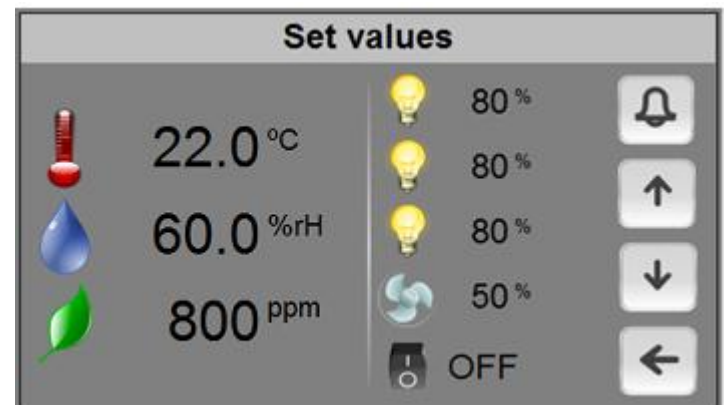 Set values
22.0 °C
60.0 %rH
800 ppm
80 %
80 %
80 %
50 %
OFF